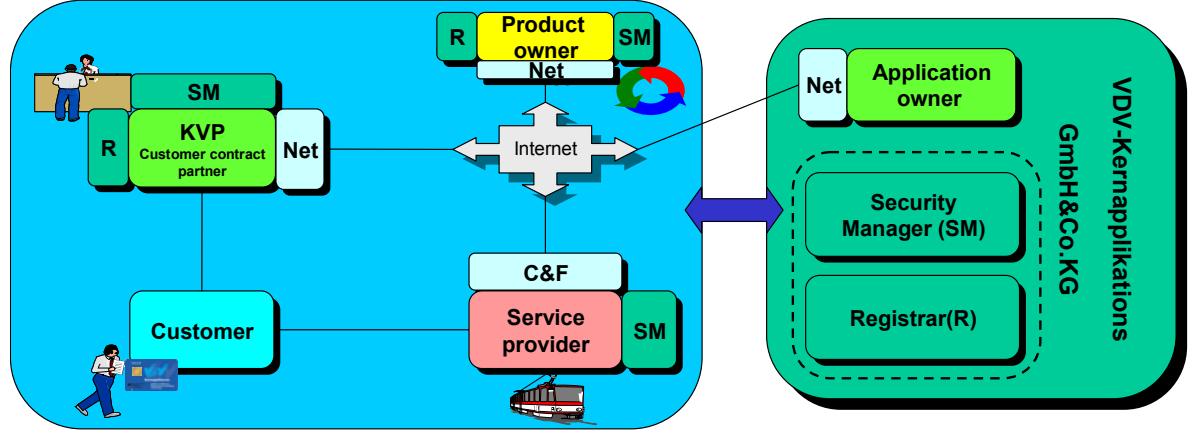 R
Product
owner
SM
Net
SM
R
KVP
Customer contract
partner
Net
Internet
C&F
Service
provider
SM
Customer
Net
Application
owner
Security
Manager (SM)
Registrar(R)
VDV-Kernapplikations
GmbH&Co.KG